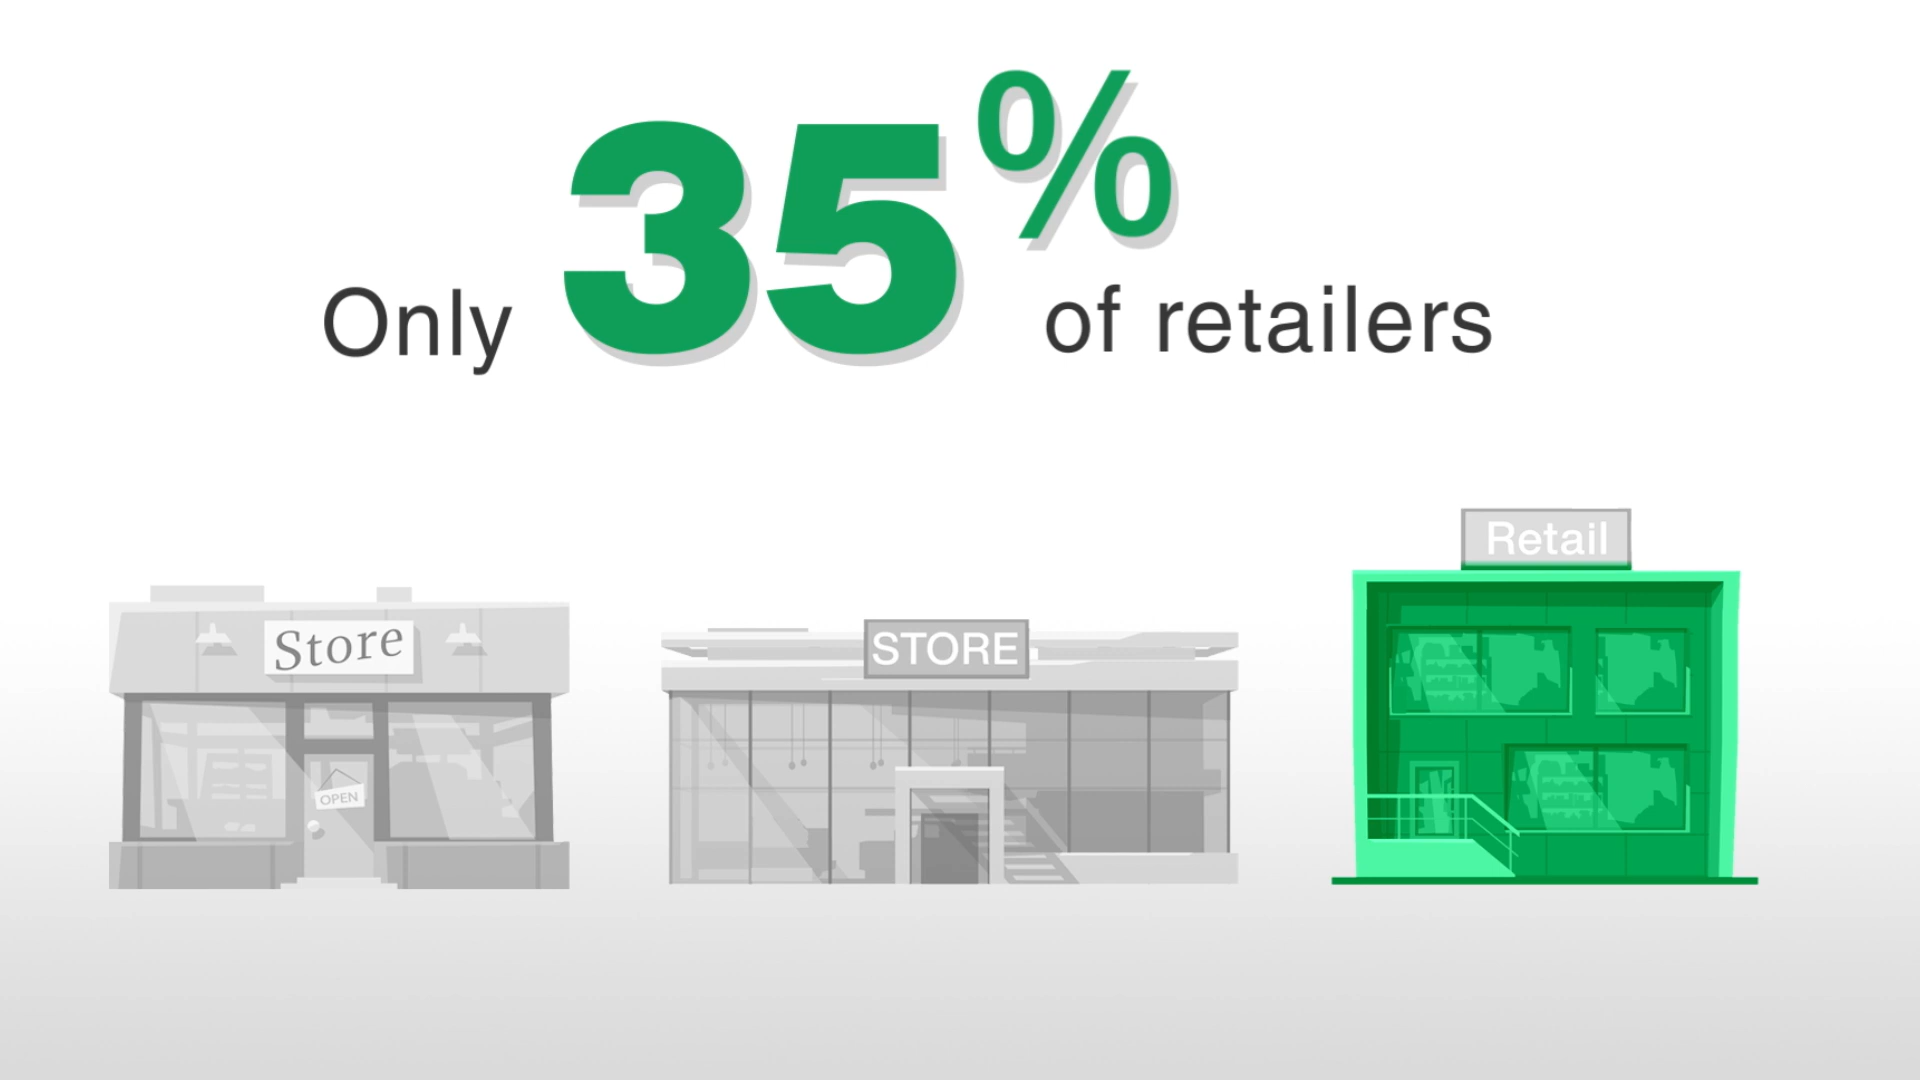 Only 35% of retailers
Retail
Store
STORE
OPEN